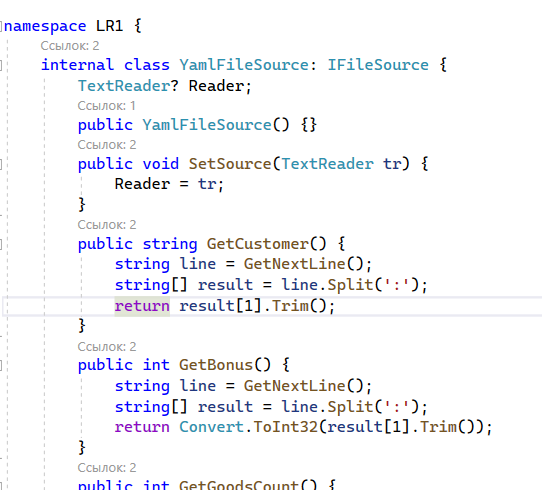 namespace LR1 {
Ссылок: 2
internal class YamlFileSource: IFileSource {
TextReader? Reader;
Ссылок: 1
public YamlFileSource() {}
Ссылок: 2
public void SetSource(TextReader tr) {
Reader = tr;
}
Ссылок: 2
public string GetCustomer() {
string line = GetNextLine();
string[] result = line.Split(':');
return result[1].Trim();
}
Ссылок: 2
public int GetBonus() {
string line = GetNextLine();
string[] result = line.Split(':');
return Convert.ToInt32(result[1].Trim());
}
Ссылок: 2
public int GetGoodsCount() {